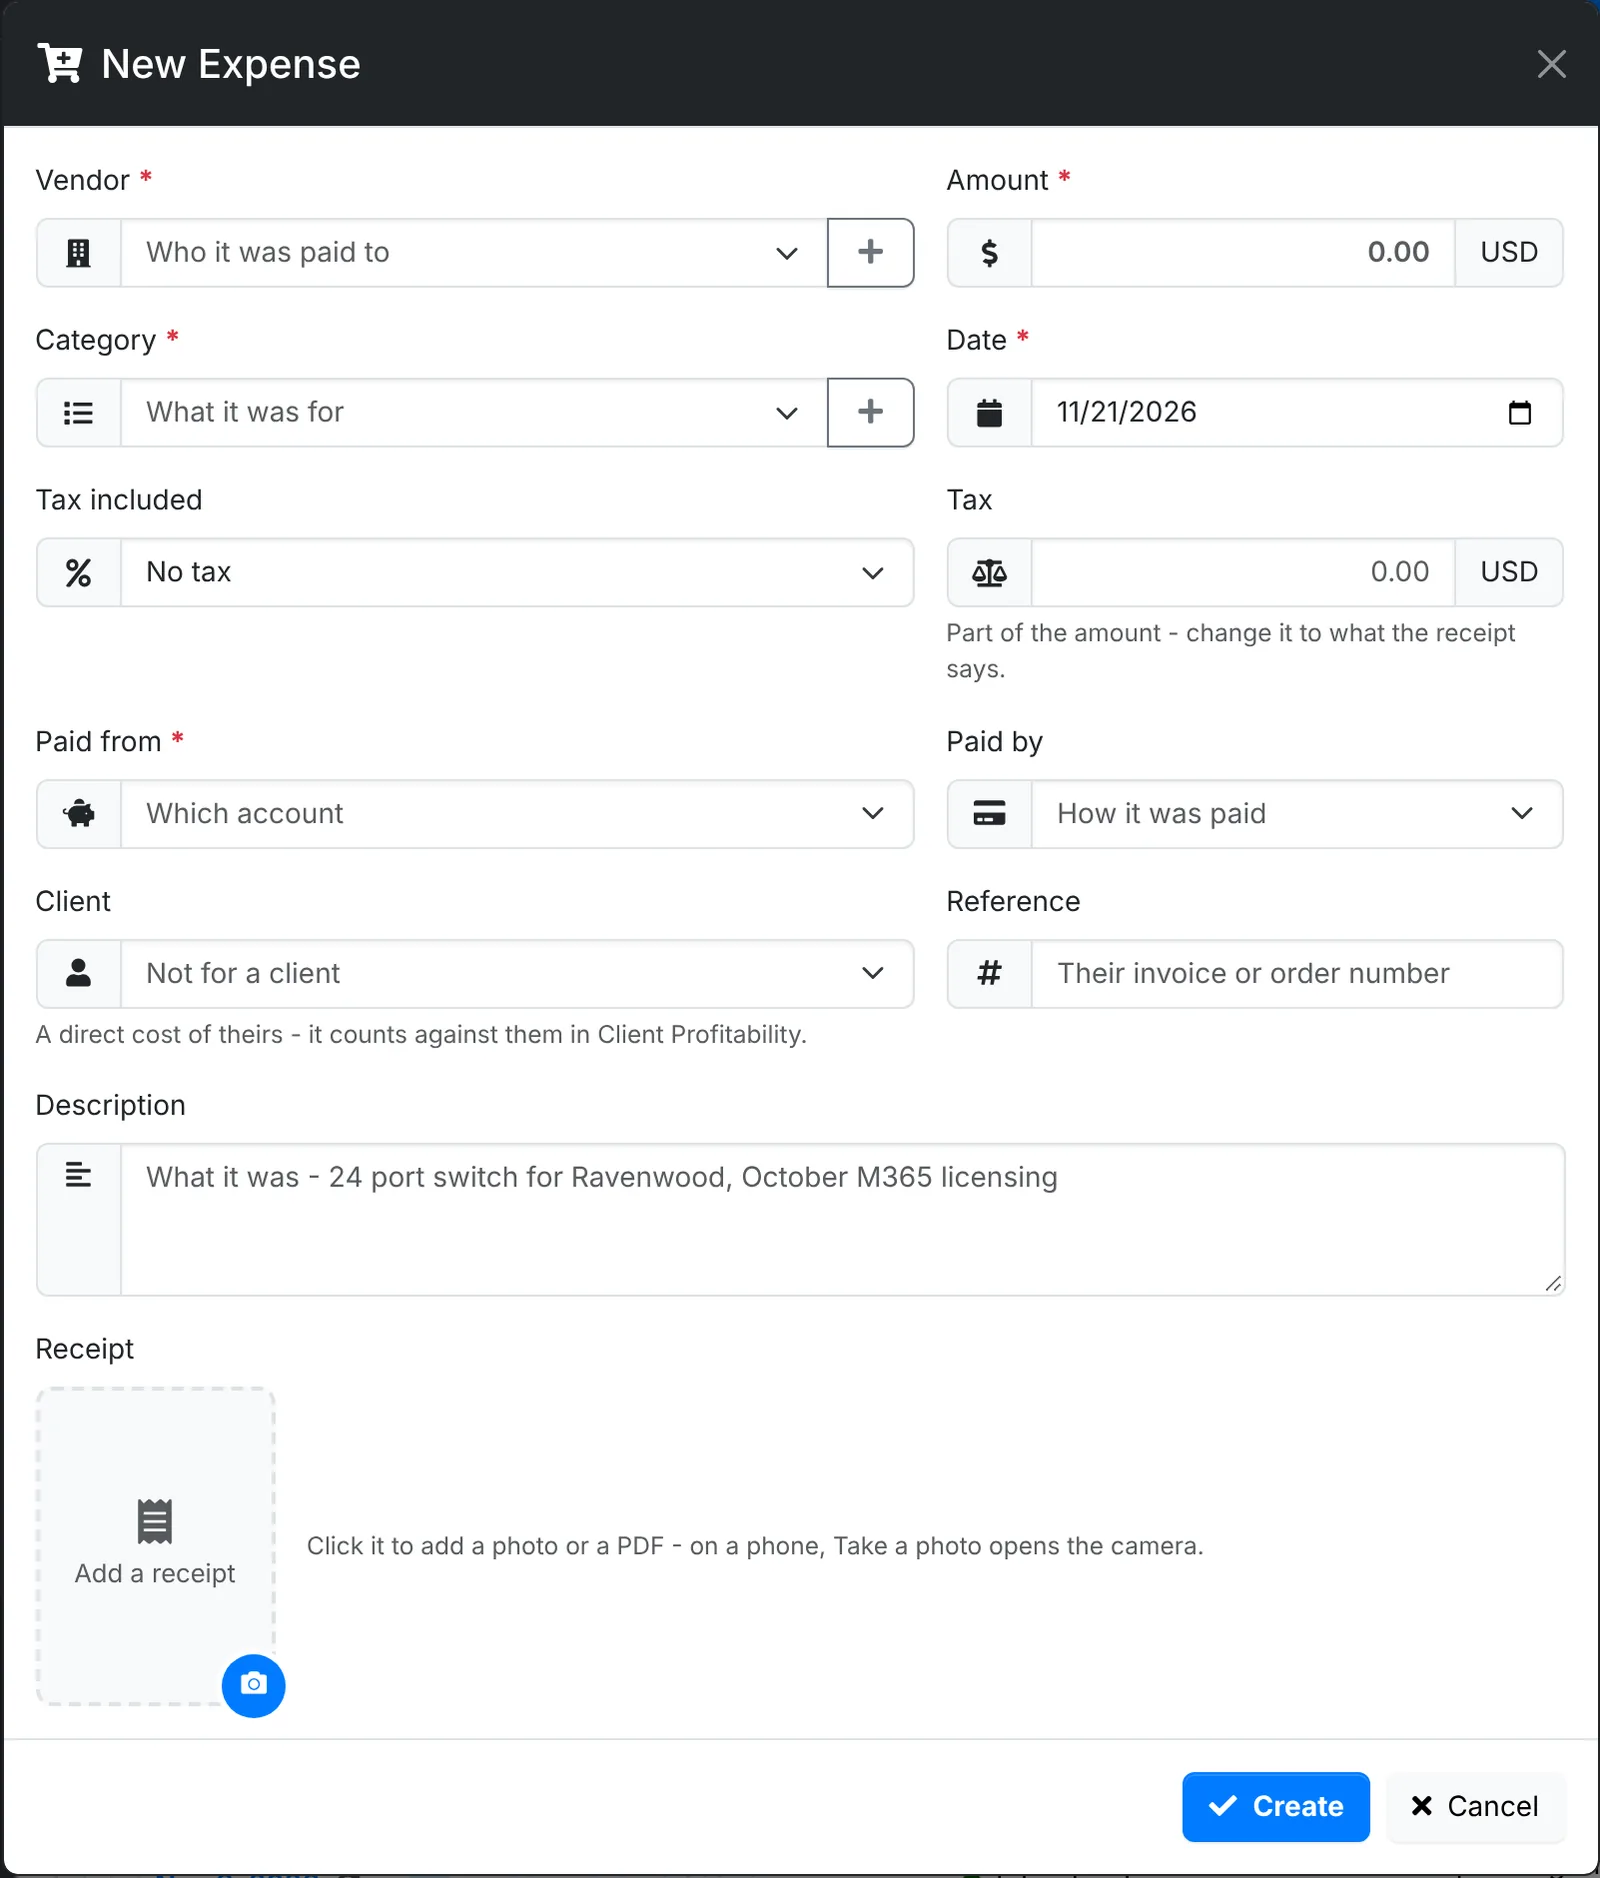 New Expense
Vendor *
Amount *
Who it was paid to
$ 0.00 USD
Category *
Date *
What it was for
11/21/2026
Tax included
Tax
% No tax
0.00 USD
Part of the amount - change it to what the receipt
says.
Paid from *
Paid by
Which account
How it was paid
Client
Reference
Not for a client
# Their invoice or order number
A direct cost of theirs - it counts against them in Client Profitability.
Description
What it was - 24 port switch for Ravenwood, October M365 licensing
Receipt
Add a receipt
Click it to add a photo or a PDF - on a phone, Take a photo opens the camera.
Create
Cancel